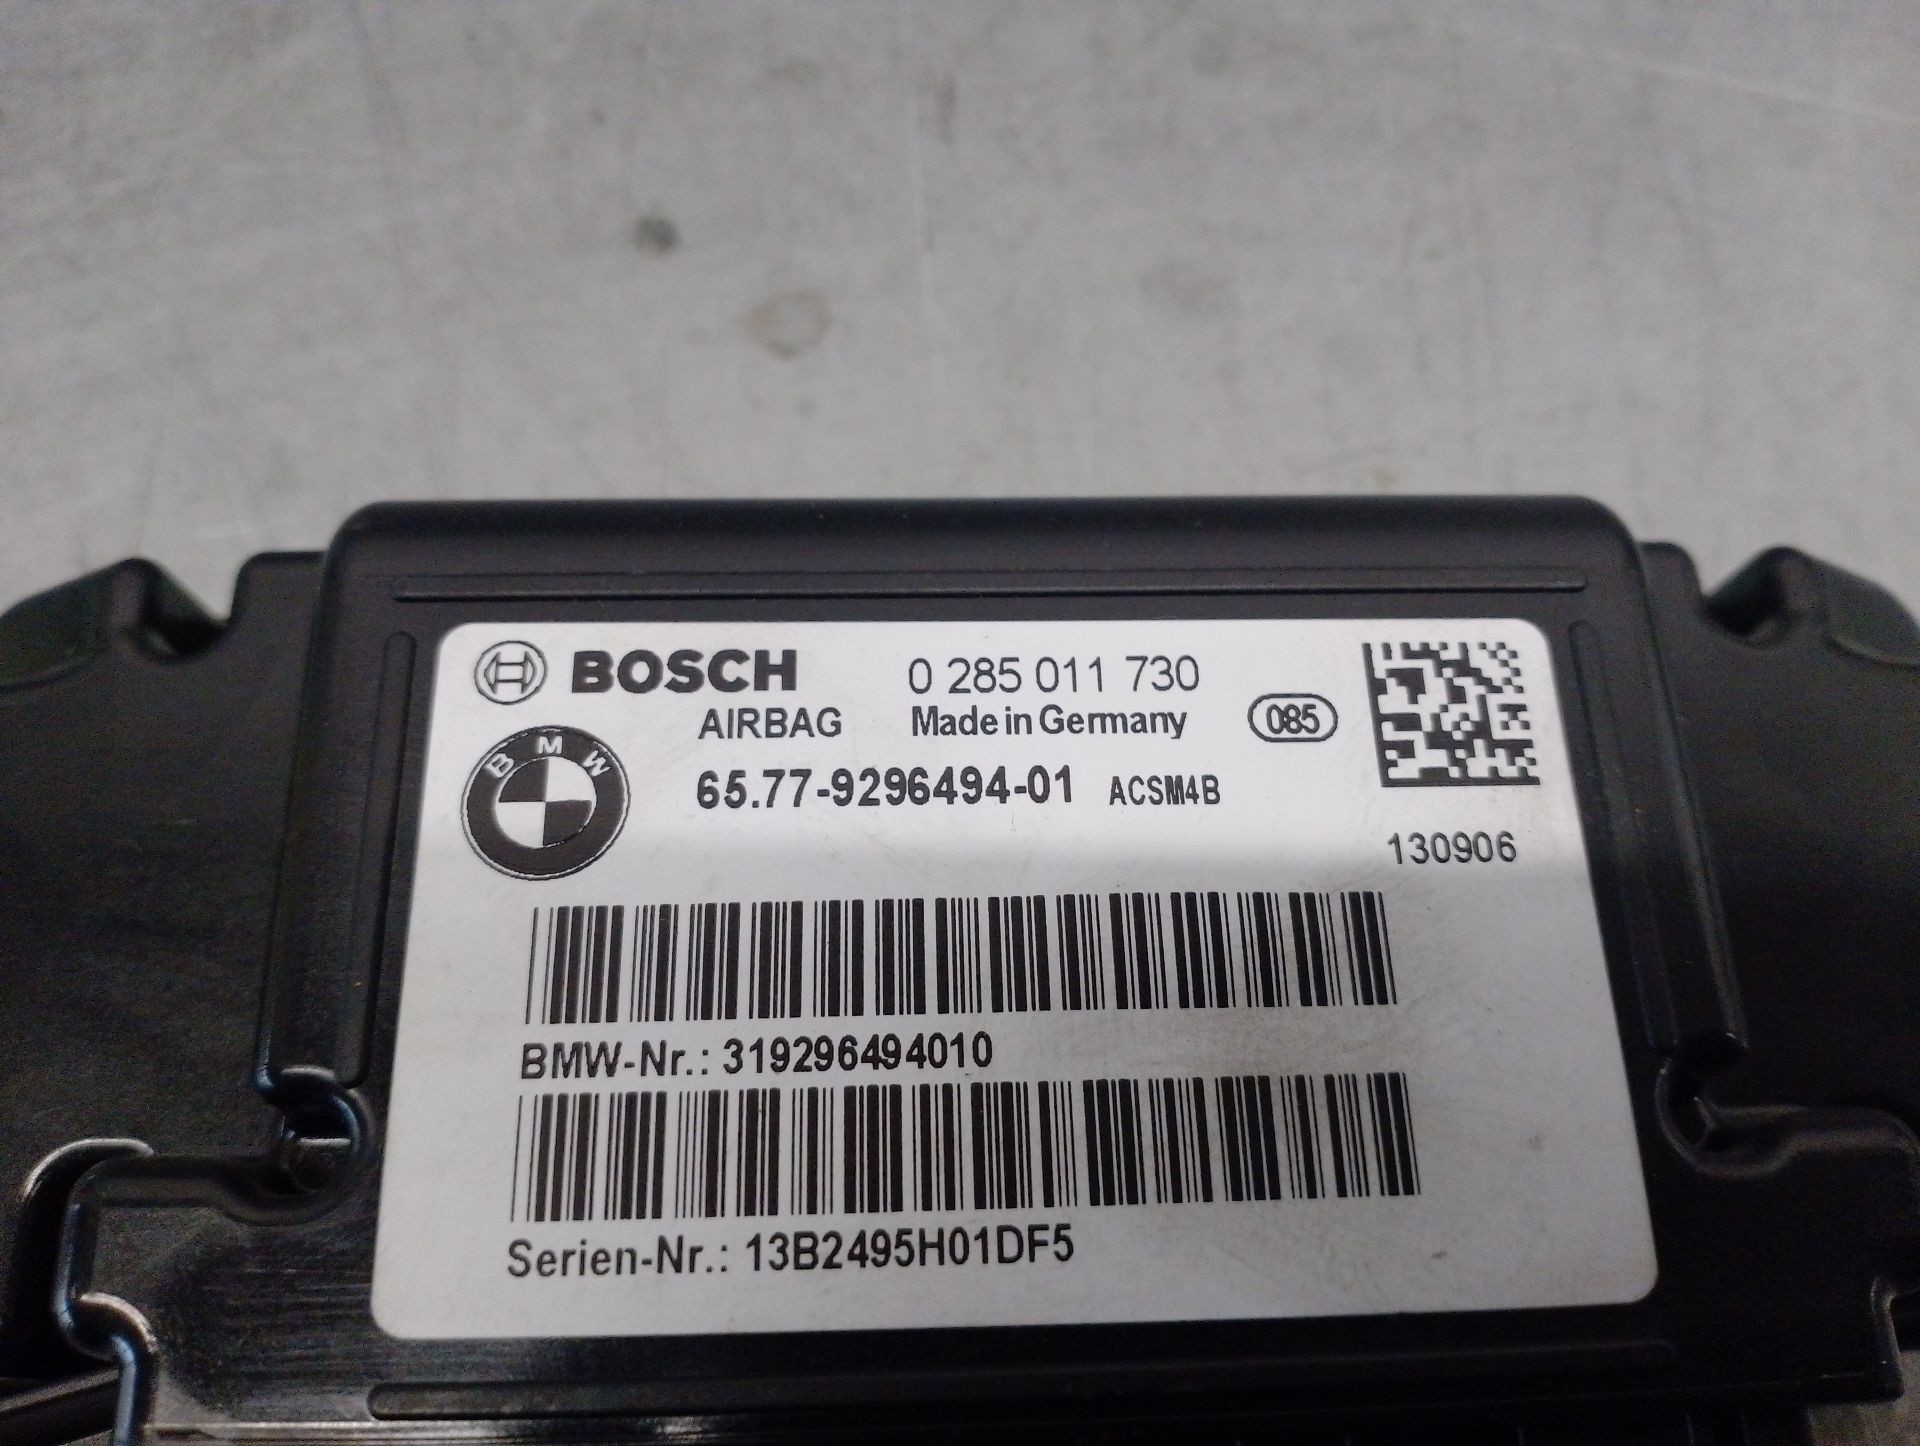 BOSCH 0 285 011 730
AIRBAG Made in Germany 085
BMW 65.77-9296494-01 ACSM4B
130906
BMW-Nr.: 319296494010
Serien-Nr.: 13B2495H01DF5